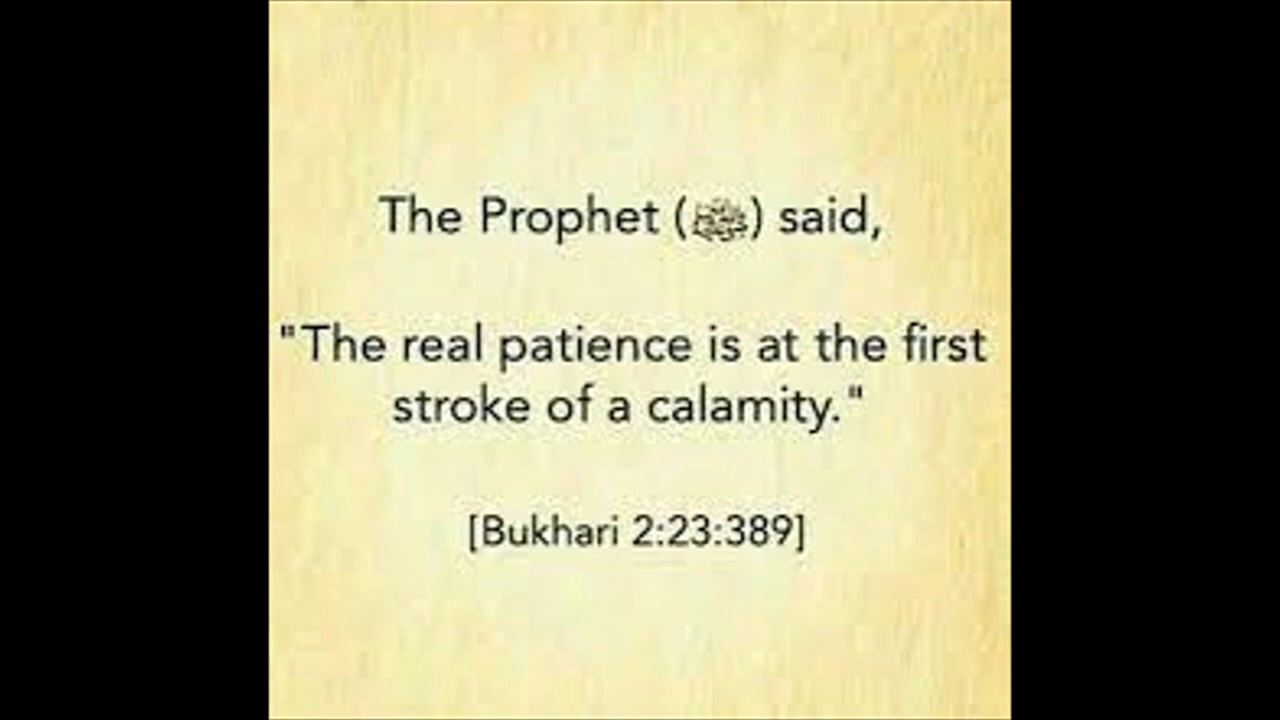 The Prophet (ﷺ) said,
"The real patience is at the first
stroke of a calamity."
[Bukhari 2:23:389]